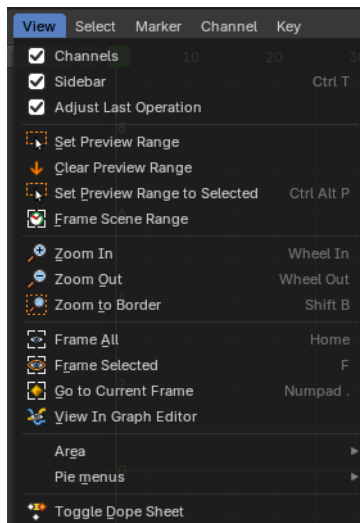 View Select Marker Channel Key
Channels
Sidebar Ctrl T
Adjust Last Operation
Set Preview Range
Clear Preview Range
Set Preview Range to Selected Ctrl Alt P
Frame Scene Range
Zoom In Wheel In
Zoom Out Wheel Out
Zoom to Border Shift B
Frame All Home
Frame Selected F
Go to Current Frame Numpad .
View In Graph Editor
Area
Pie menus
Toggle Dope Sheet